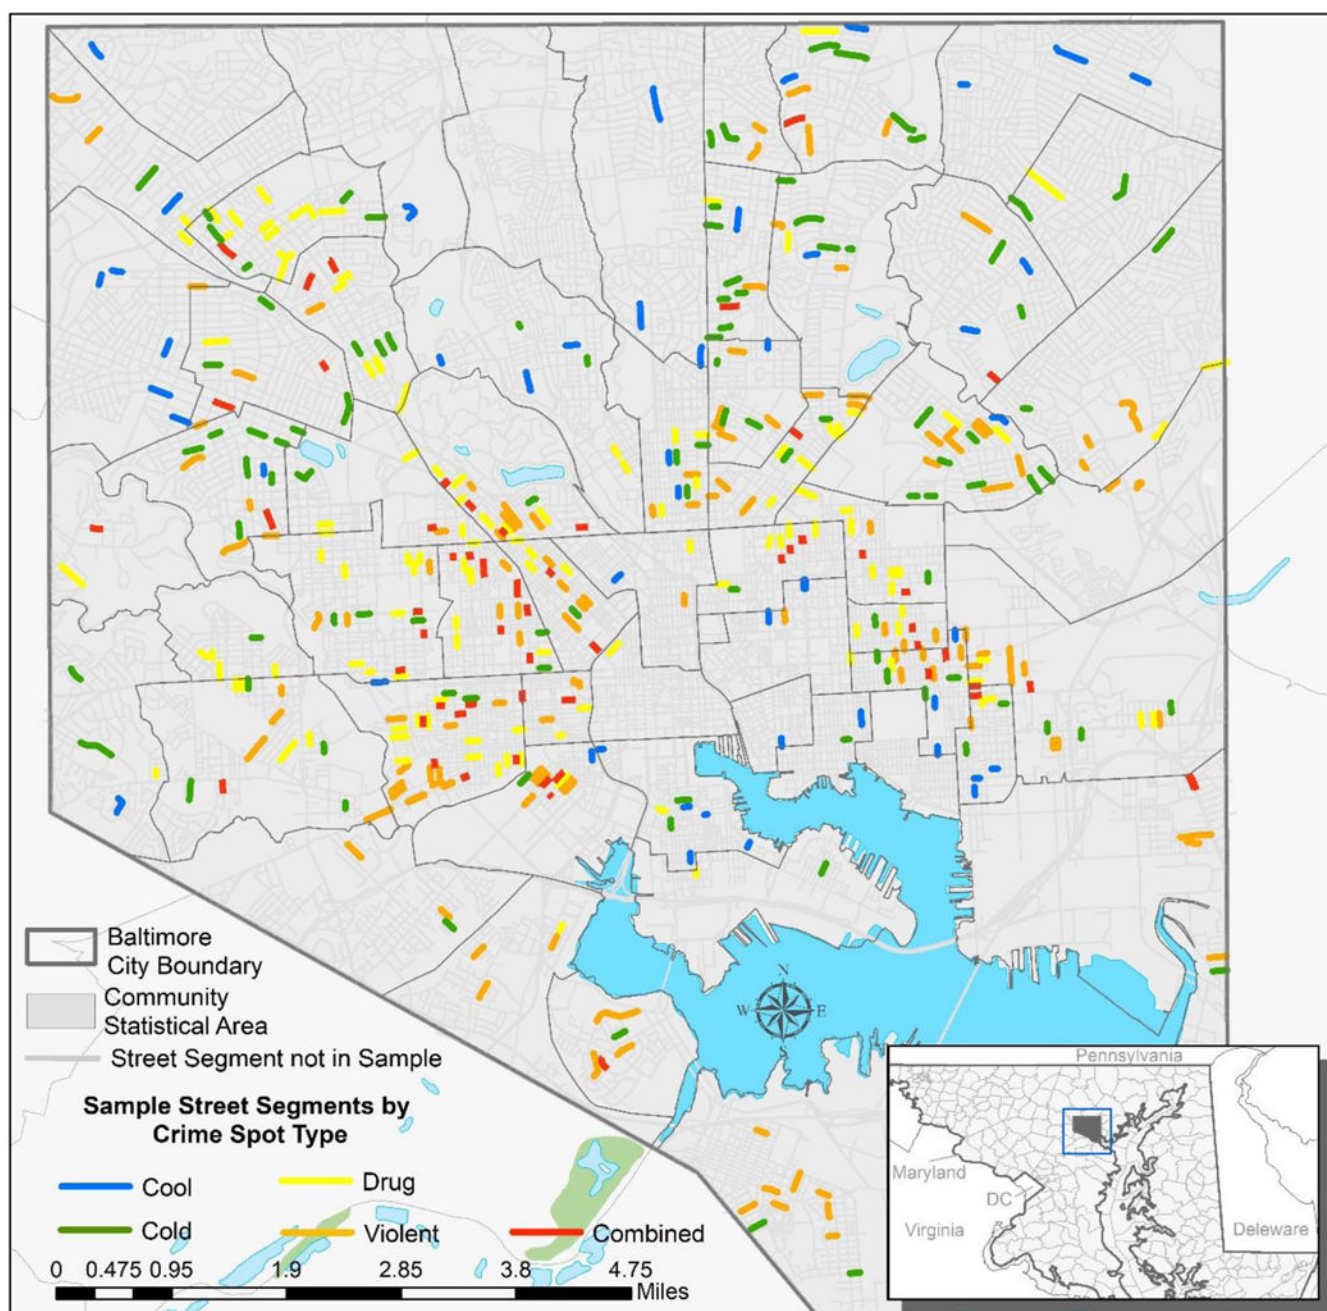 N
W
E
S
Baltimore
City Boundary
Community
Statistical Area
Street Segment not in Sample
Sample Street Segments by
Crime Spot Type
Cool
Drug
Cold
Violent
Combined
0 0.475 0.95 1.9 2.85 3.8 4.75
Miles
Pennsylvania
Maryland
DC
Virginia
Deleware